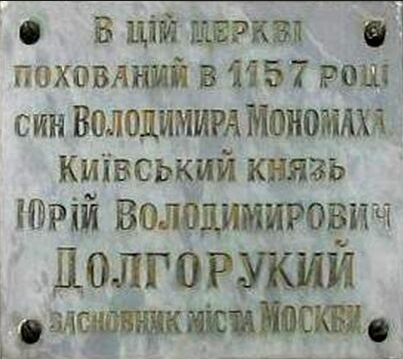 В ЦІЙ ЦЕРКВІ
ПОХОВАНИЙ В 1157 РОЦІ
СИН ВОЛОДИМИРА МОНОМАХА
КИЇВСЬКИЙ КНЯЗЬ
ЮРІЙ ВОЛОДИМИРОВИЧ
ДОЛГОРУКИЙ
ЗАСНОВНИК МІСТА МОСКВИ